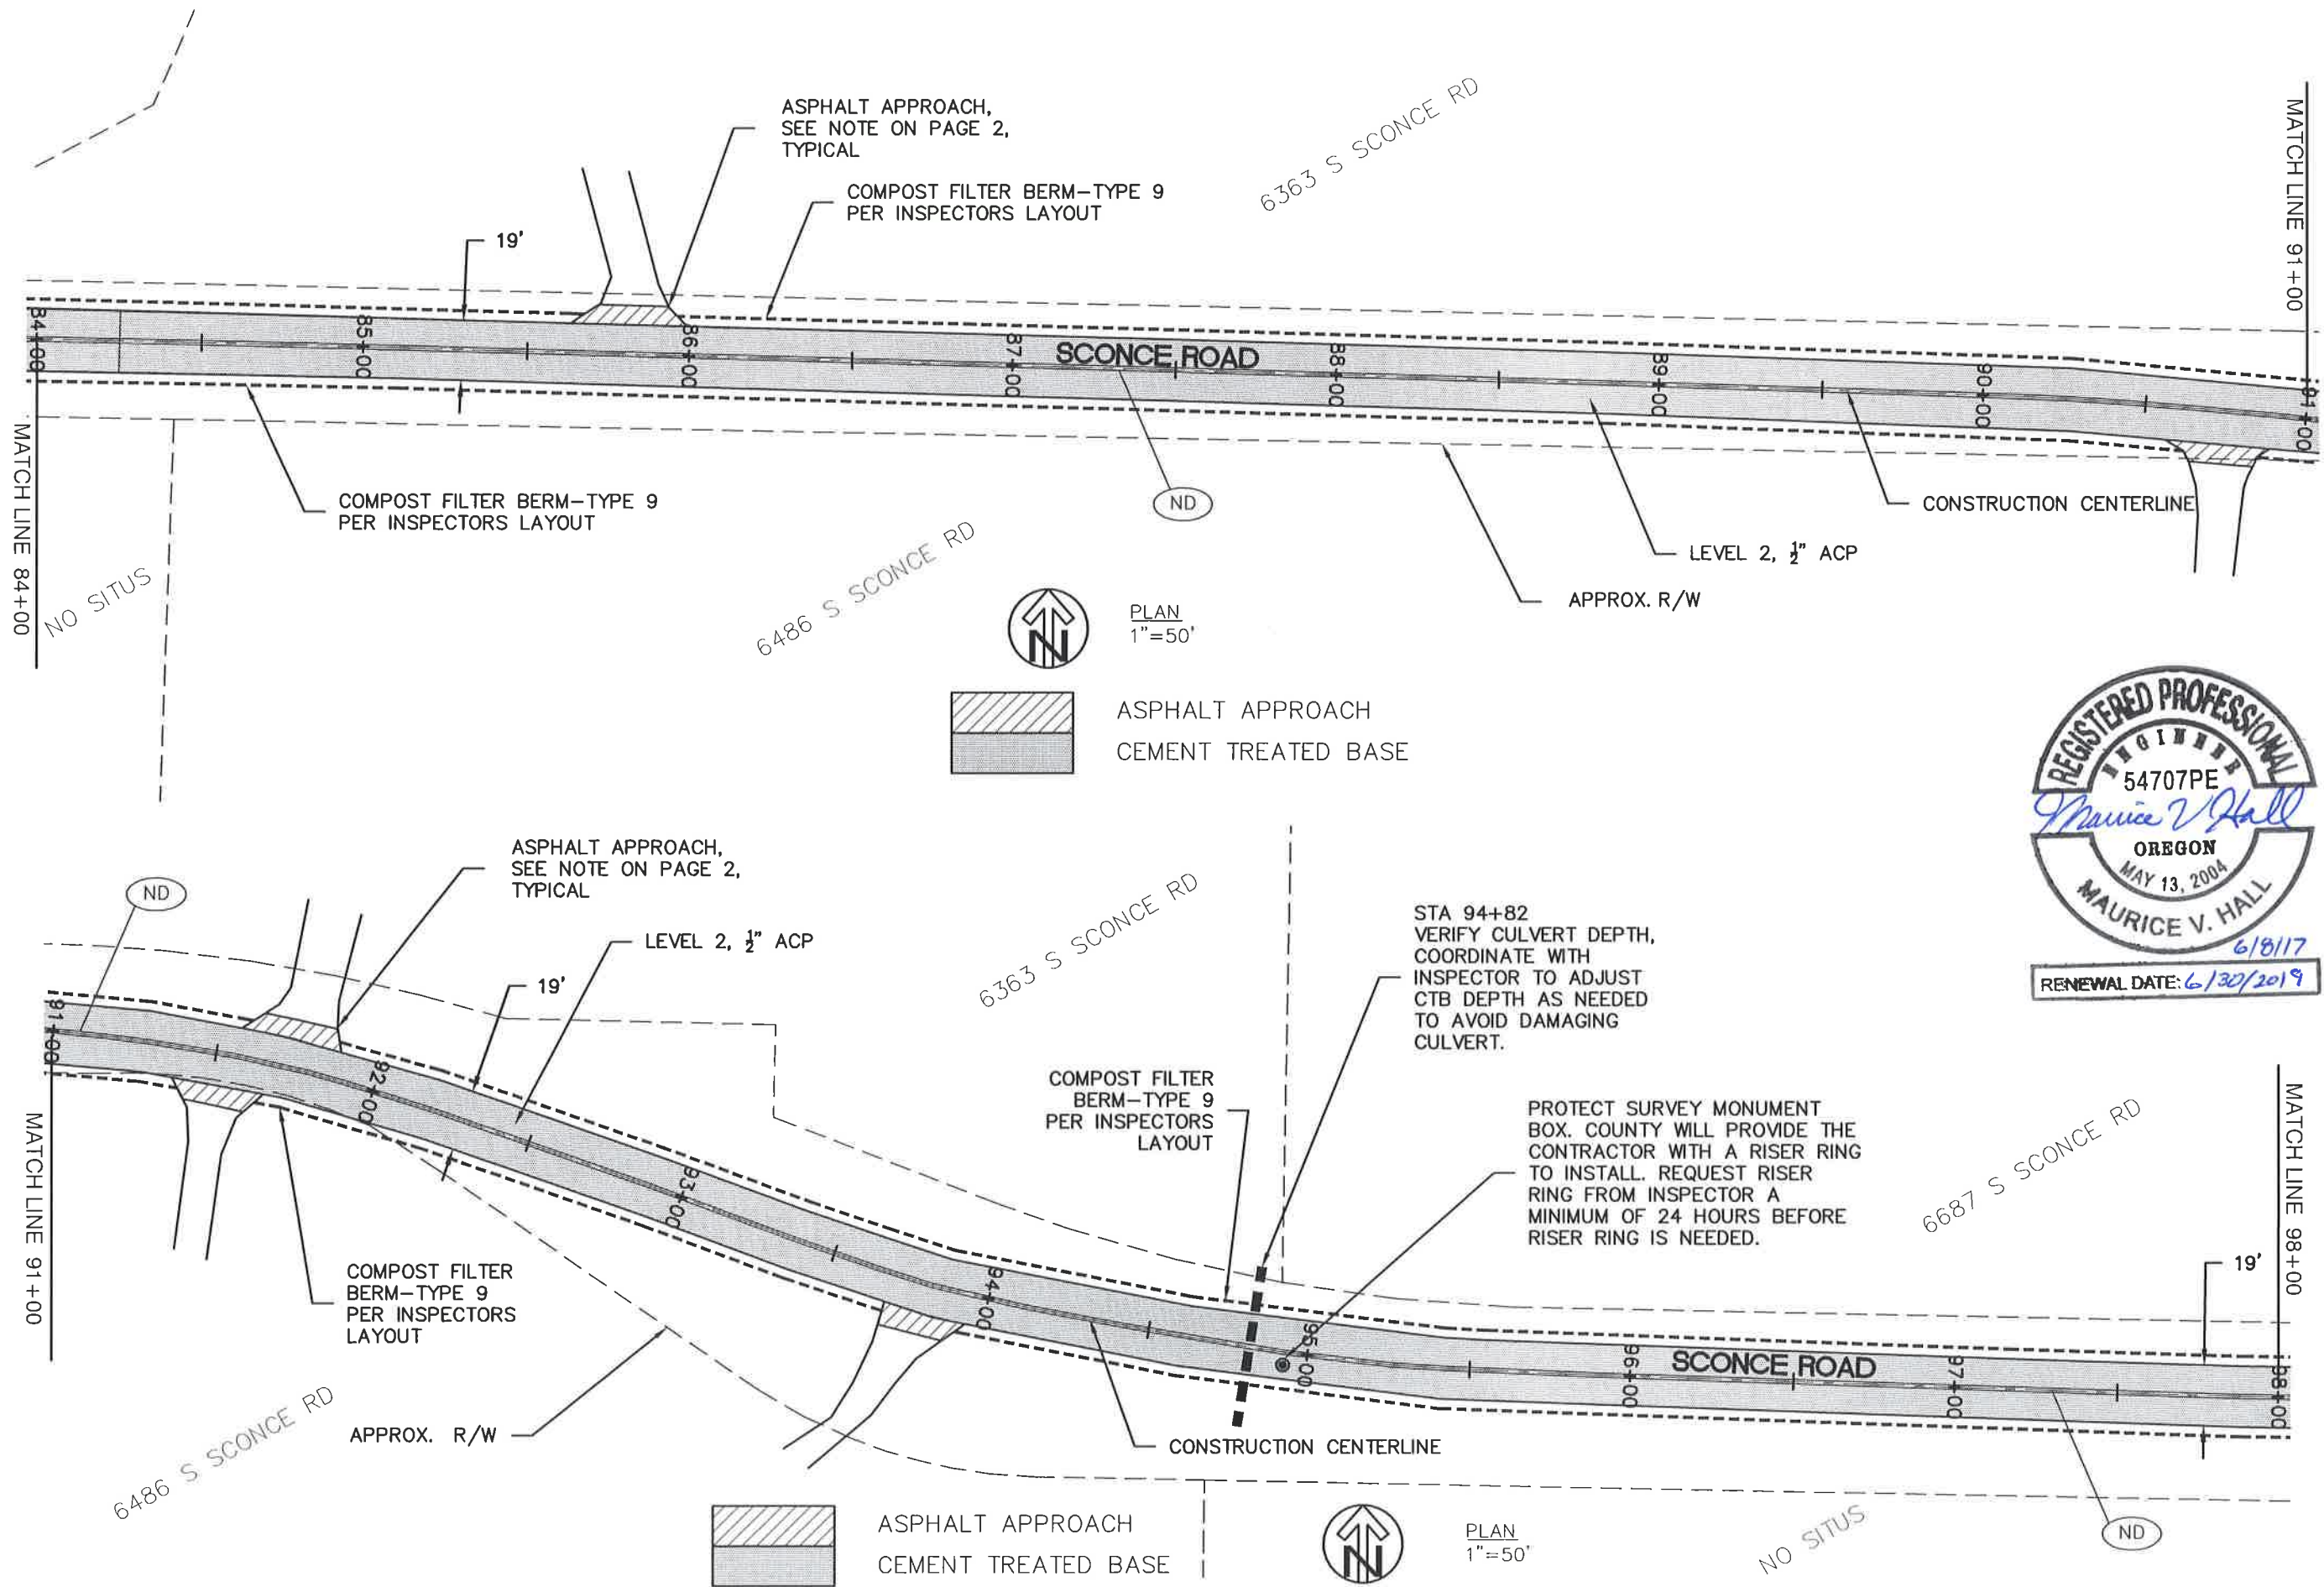 ASPHALT APPROACH,
SEE NOTE ON PAGE 2,
TYPICAL
6363 S SCONCE RD
MATCH LINE 91+00
COMPOST FILTER BERM-TYPE 9
PER INSPECTORS LAYOUT
19'
84+00
85+00
86+00
87+00
SCONCE ROAD
88+00
89+00
90+00
91+00
MATCH LINE 84+00
COMPOST FILTER BERM-TYPE 9
PER INSPECTORS LAYOUT
ND
CONSTRUCTION CENTERLINE
LEVEL 2, ½" ACP
APPROX. R/W
NO SITUS
6486 S SCONCE RD
N
PLAN
1"=50'
ASPHALT APPROACH
CEMENT TREATED BASE
REGISTERED PROFESSIONAL
ENGINEER
54707PE
Maurice V Hall
OREGON
MAY 13, 2004
MAURICE V. HALL
6/8/17
RENEWAL DATE: 6/30/2019
ASPHALT APPROACH,
SEE NOTE ON PAGE 2,
TYPICAL
ND
LEVEL 2, ½" ACP
19'
6363 S SCONCE RD
STA 94+82
VERIFY CULVERT DEPTH,
COORDINATE WITH
INSPECTOR TO ADJUST
CTB DEPTH AS NEEDED
TO AVOID DAMAGING
CULVERT.
COMPOST FILTER
BERM-TYPE 9
PER INSPECTORS
LAYOUT
PROTECT SURVEY MONUMENT
BOX. COUNTY WILL PROVIDE THE
CONTRACTOR WITH A RISER RING
TO INSTALL. REQUEST RISER
RING FROM INSPECTOR A
MINIMUM OF 24 HOURS BEFORE
RISER RING IS NEEDED.
6687 S SCONCE RD
MATCH LINE 98+00
19'
91+00
92+00
93+00
94+00
95+00
96+00
SCONCE ROAD
97+00
98+00
MATCH LINE 91+00
COMPOST FILTER
BERM-TYPE 9
PER INSPECTORS
LAYOUT
6486 S SCONCE RD
APPROX. R/W
CONSTRUCTION CENTERLINE
ASPHALT APPROACH
CEMENT TREATED BASE
N
PLAN
1"=50'
NO SITUS
ND